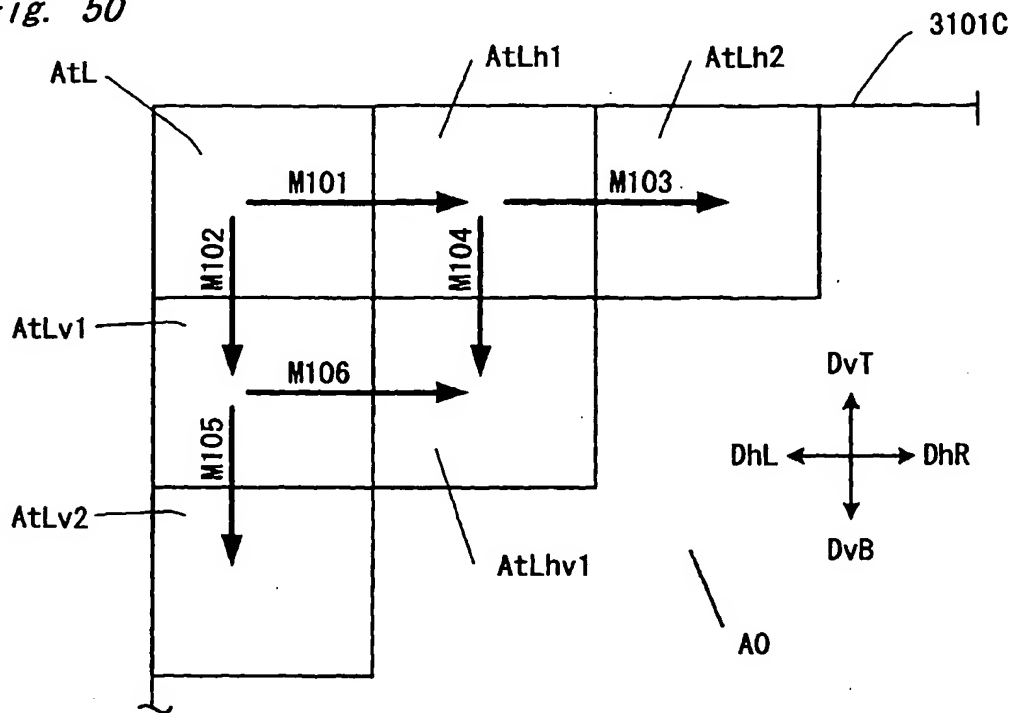 Fig. 50
3101C
AtL
AtLh1
AtLh2
M101
M103
M102
M104
AtLv1
M106
DvT
M105
DhL
DhR
AtLv2
DvB
AtLhv1
A0